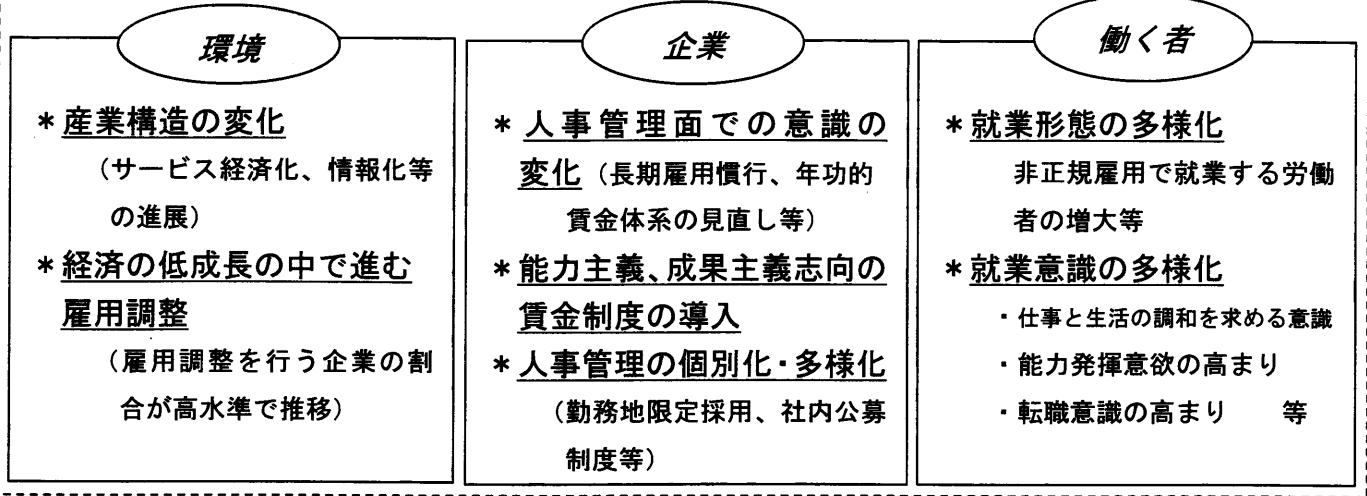 環境
＊産業構造の変化
（サービス経済化、情報化等
の進展）
＊経済の低成長の中で進む
雇用調整
（雇用調整を行う企業の割
合が高水準で推移）
企業
＊人事管理面での意識の
変化（長期雇用慣行、年功的
賃金体系の見直し等）
＊能力主義、成果主義志向の
賃金制度の導入
＊人事管理の個別化・多様化
（勤務地限定採用、社内公募
制度等）
働く者
＊就業形態の多様化
非正規雇用で就業する労働
者の増大等
＊就業意識の多様化
・仕事と生活の調和を求める意識
・能力発揮意欲の高まり
・転職意識の高まり　等